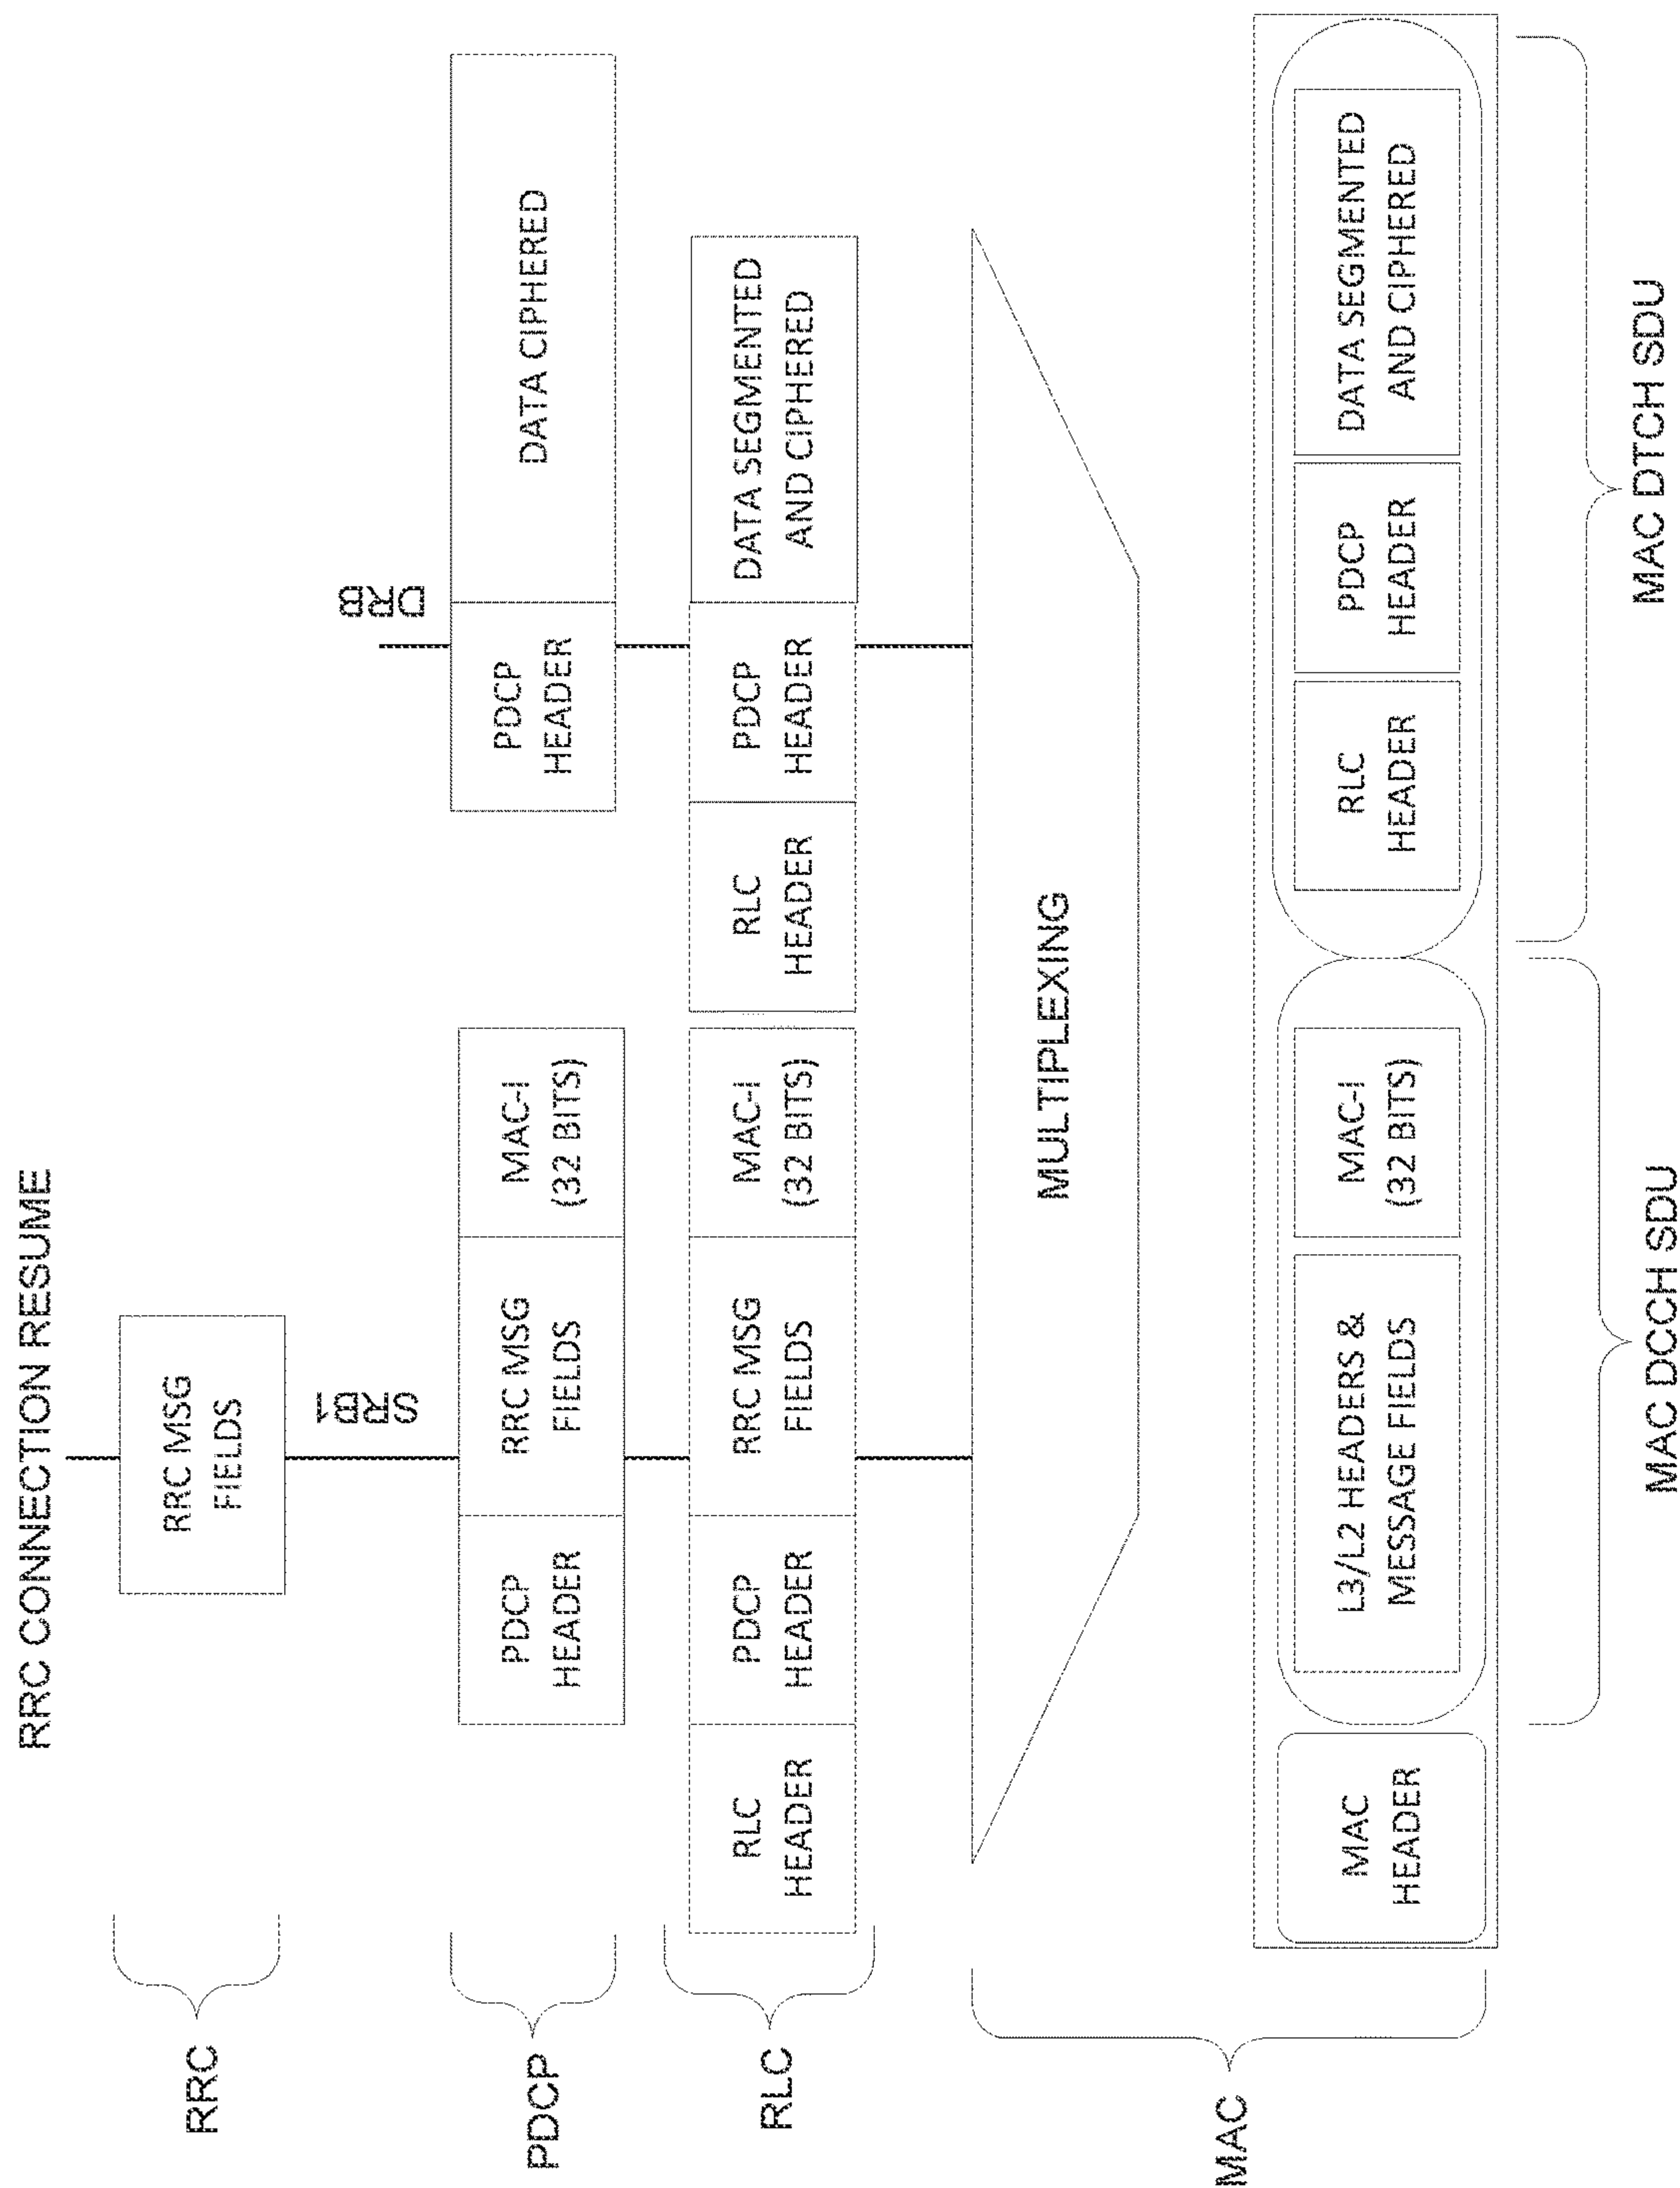 RRC CONNECTION RESUME
RRC
RRC MSG
FIELDS
SRB1
DRB
PDCP
PDCP
HEADER
RRC MSG
FIELDS
MAC-I
(32 BITS)
PDCP
HEADER
DATA CIPHERED
RLC
RLC
HEADER
PDCP
HEADER
RRC MSG
FIELDS
MAC-I
(32 BITS)
RLC
HEADER
PDCP
HEADER
DATA SEGMENTED
AND CIPHERED
MAC
MULTIPLEXING
MAC
HEADER
L3/L2 HEADERS &
MESSAGE FIELDS
MAC-I
(32 BITS)
RLC
HEADER
PDCP
HEADER
DATA SEGMENTED
AND CIPHERED
MAC DCCH SDU
MAC DTCH SDU